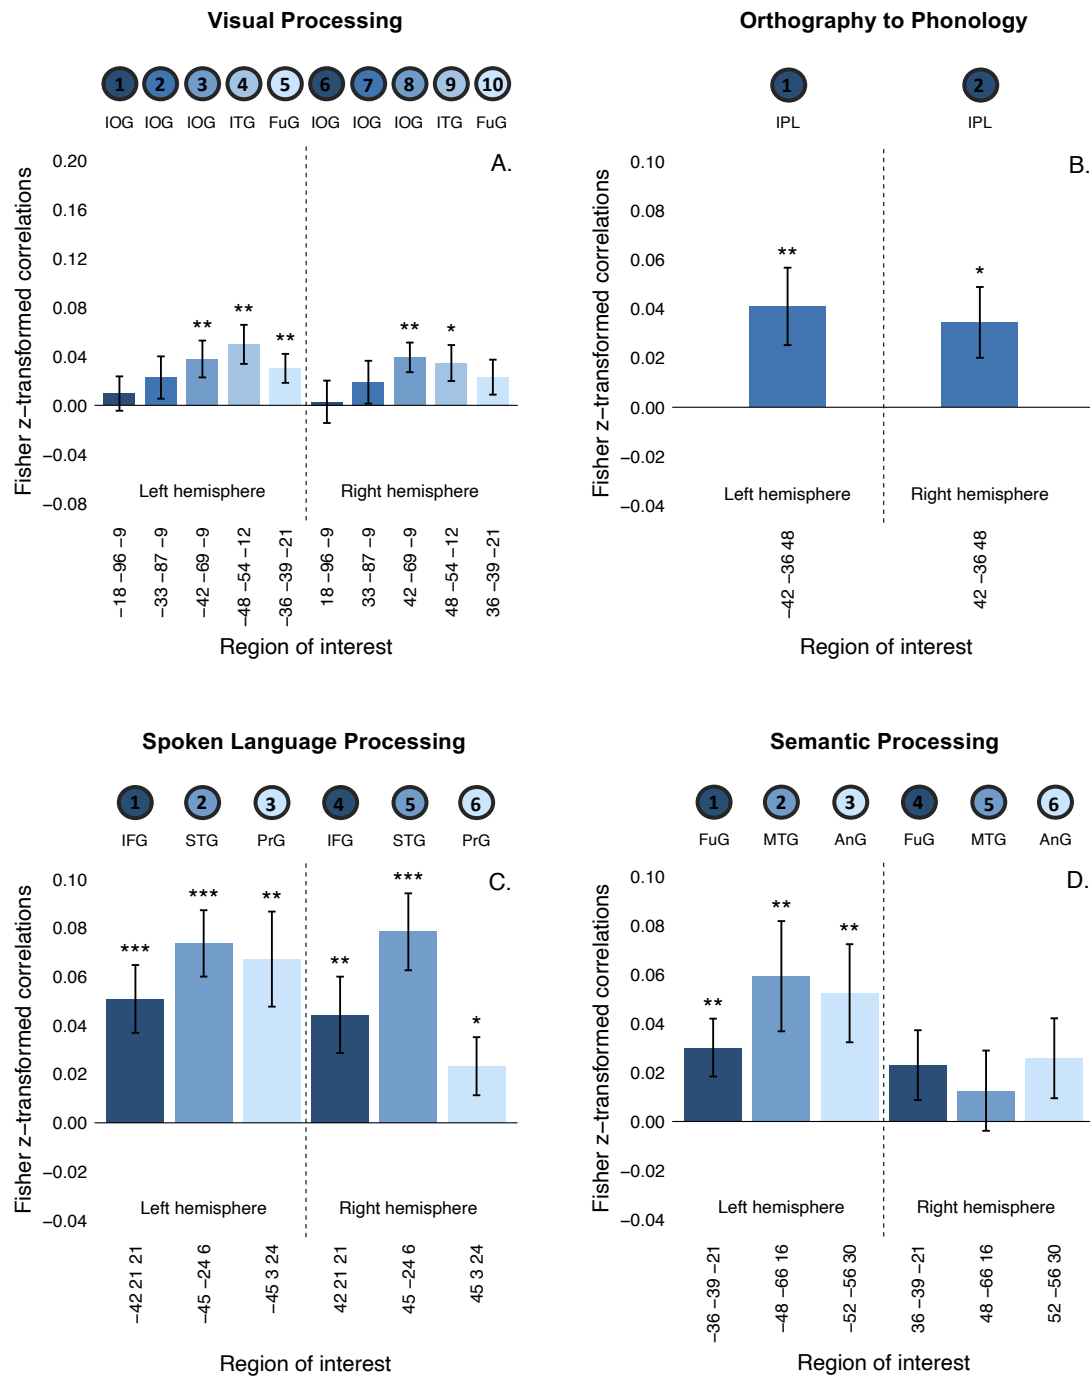 Visual Processing
1 2 3 4 5 6 7 8 9 10
IOG IOG IOG ITG FuG IOG IOG IOG ITG FuG
A.
Fisher z−transformed correlations
0.20
0.16
0.12
0.08
0.04
0.00
−0.04
−0.08
** ** ** ** *
Left hemisphere Right hemisphere
−18 −96 −9
−33 −87 −9
−42 −69 −9
−48 −54 −12
−36 −39 −21
18 −96 −9
33 −87 −9
42 −69 −9
48 −54 −12
36 −39 −21
Region of interest
Orthography to Phonology
1 2
IPL IPL
B.
Fisher z−transformed correlations
0.10
0.08
0.06
0.04
0.02
0.00
−0.02
−0.04
** *
Left hemisphere Right hemisphere
−42 −36 48
42 −36 48
Region of interest
Spoken Language Processing
1 2 3 4 5 6
IFG STG PrG IFG STG PrG
C.
Fisher z−transformed correlations
0.10
0.08
0.06
0.04
0.02
0.00
−0.02
−0.04
*** *** ** ** *** *
Left hemisphere Right hemisphere
−42 21 21
−45 −24 6
−45 3 24
42 21 21
45 −24 6
45 3 24
Region of interest
Semantic Processing
1 2 3 4 5 6
FuG MTG AnG FuG MTG AnG
D.
Fisher z−transformed correlations
0.10
0.08
0.06
0.04
0.02
0.00
−0.02
−0.04
** ** **
Left hemisphere Right hemisphere
−36 −39 −21
−48 −66 16
−52 −56 30
36 −39 −21
48 −66 16
52 −56 30
Region of interest